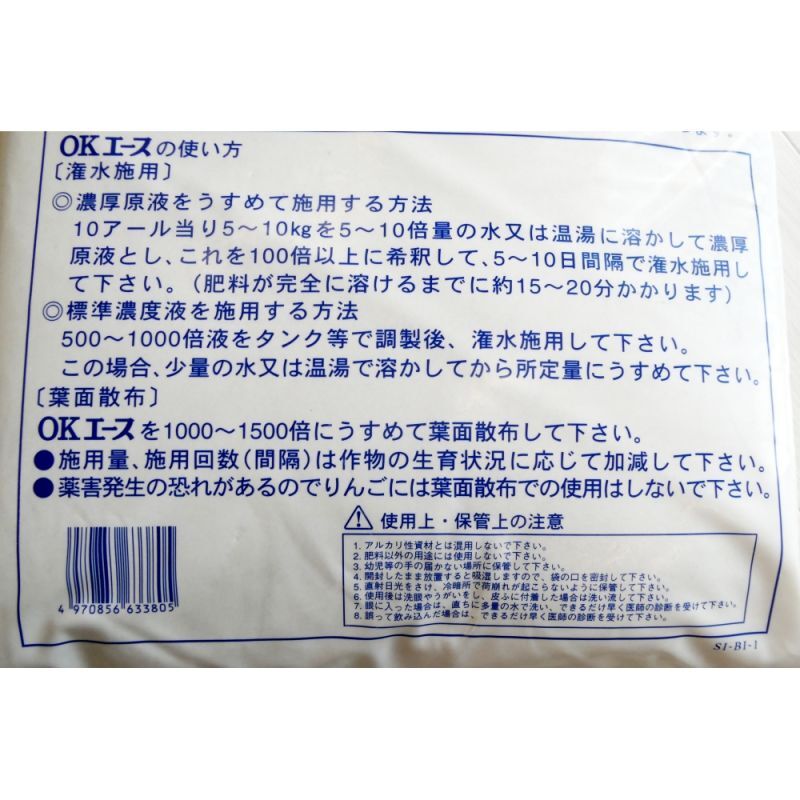 ます。
OKエースの使い方
〔潅水施用〕
◎濃厚原液をうすめて施用する方法
10アール当り5〜10kgを5〜10倍量の水又は温湯に溶かして濃厚
原液とし、これを100倍以上に希釈して、5〜10日間隔で潅水施用し
て下さい。（肥料が完全に溶けるまでに約15〜20分かかります）
◎標準濃度液を施用する方法
500〜1000倍液をタンク等で調製後、潅水施用して下さい。
この場合、少量の水又は温湯で溶かしてから所定量にうすめて下さい。
〔葉面散布〕
OKエースを1000〜1500倍にうすめて葉面散布して下さい。
●施用量、施用回数（間隔）は作物の生育状況に応じて加減して下さい。
●薬害発生の恐れがあるのでりんごには葉面散布での使用はしないで下さい。
⚠ 使用上・保管上の注意
1. アルカリ性資材とは混用しないで下さい。
2. 肥料以外の用途には使用しないで下さい。
3. 幼児等の手の届かない場所に保管して下さい。
4. 開封したまま放置すると吸湿しますので、袋の口を密封して下さい。
5. 直射日光をさけ、冷暗所で荷崩れが起こらないように保管して下さい。
6. 使用後は洗眼やうがいをし、皮ふに付着した場合は洗い流して下さい。
7. 眼に入った場合は、直ちに多量の水で洗い、できるだけ早く医師の診断を受けて下さい。
8. 誤って飲み込んだ場合は、できるだけ早く医師の診断を受けて下さい。
4 970856 633805
S1-B1-1